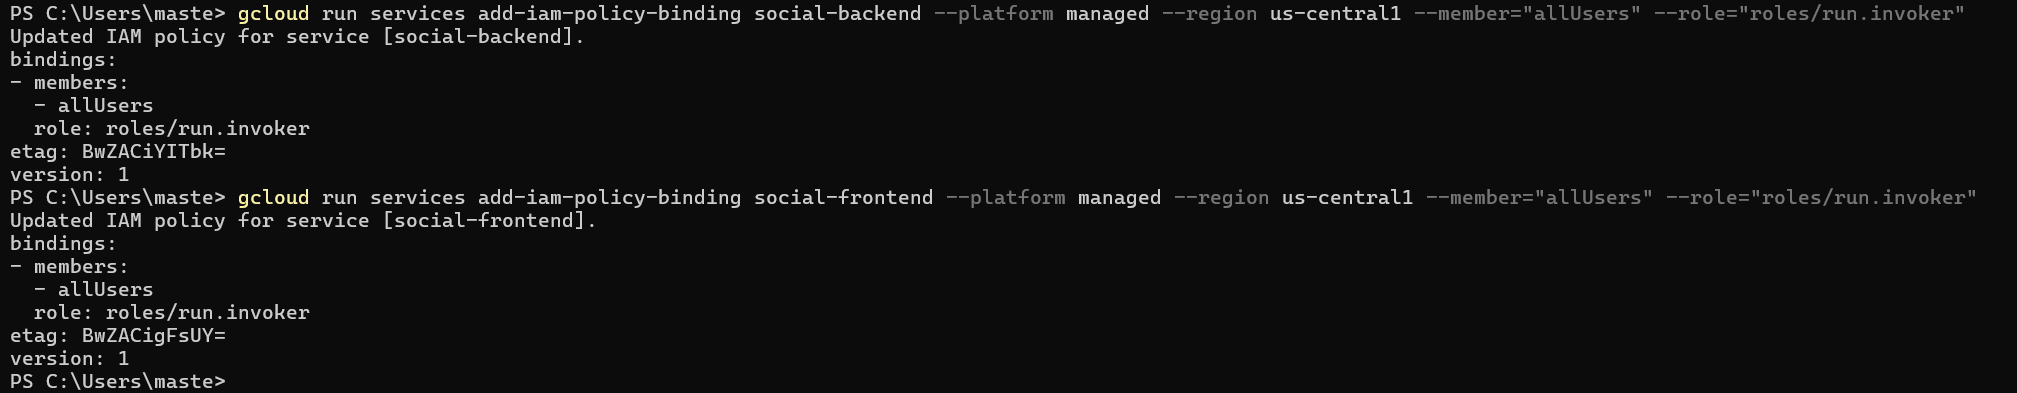 PS C:\Users\maste> gcloud run services add-iam-policy-binding social-backend --platform managed --region us-central1 --member="allUsers" --role="roles/run.invoker"
Updated IAM policy for service [social-backend].
bindings:
- members:
  - allUsers
  role: roles/run.invoker
etag: BwZACiYITbk=
version: 1
PS C:\Users\maste> gcloud run services add-iam-policy-binding social-frontend --platform managed --region us-central1 --member="allUsers" --role="roles/run.invoker"
Updated IAM policy for service [social-frontend].
bindings:
- members:
  - allUsers
  role: roles/run.invoker
etag: BwZACigFsUY=
version: 1
PS C:\Users\maste>